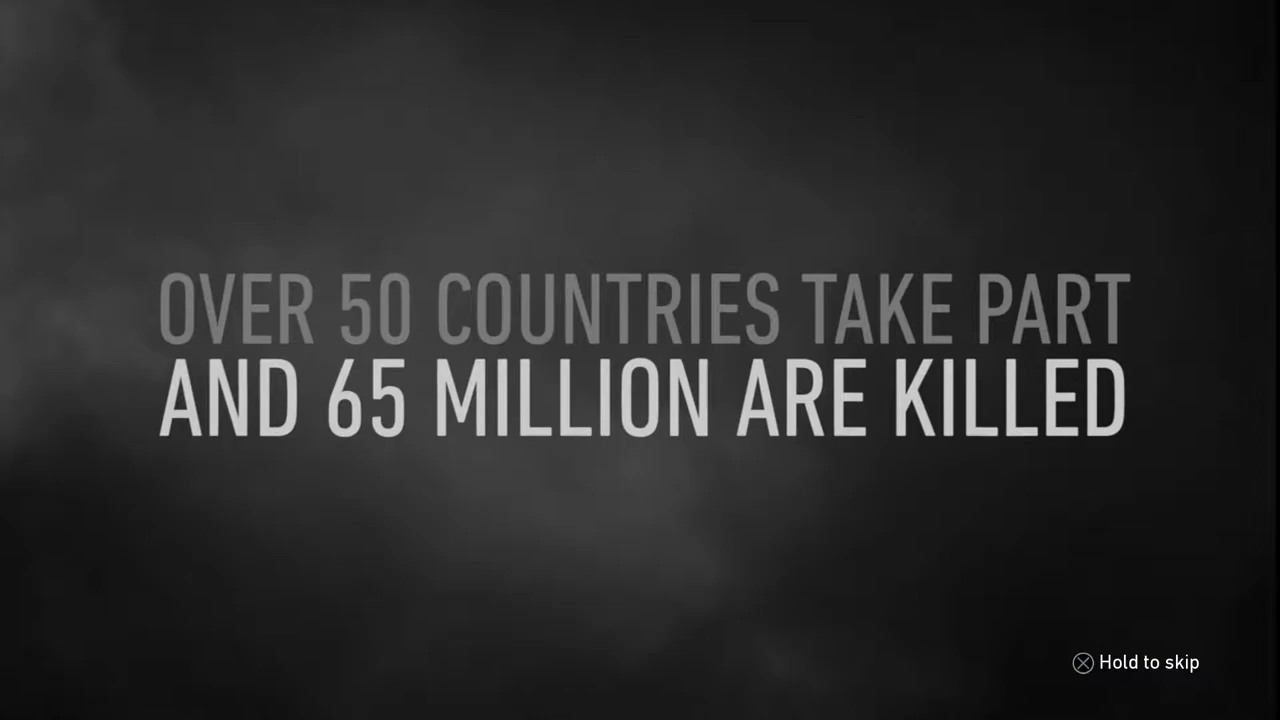 OVER 50 COUNTRIES TAKE PART
AND 65 MILLION ARE KILLED
Hold to skip